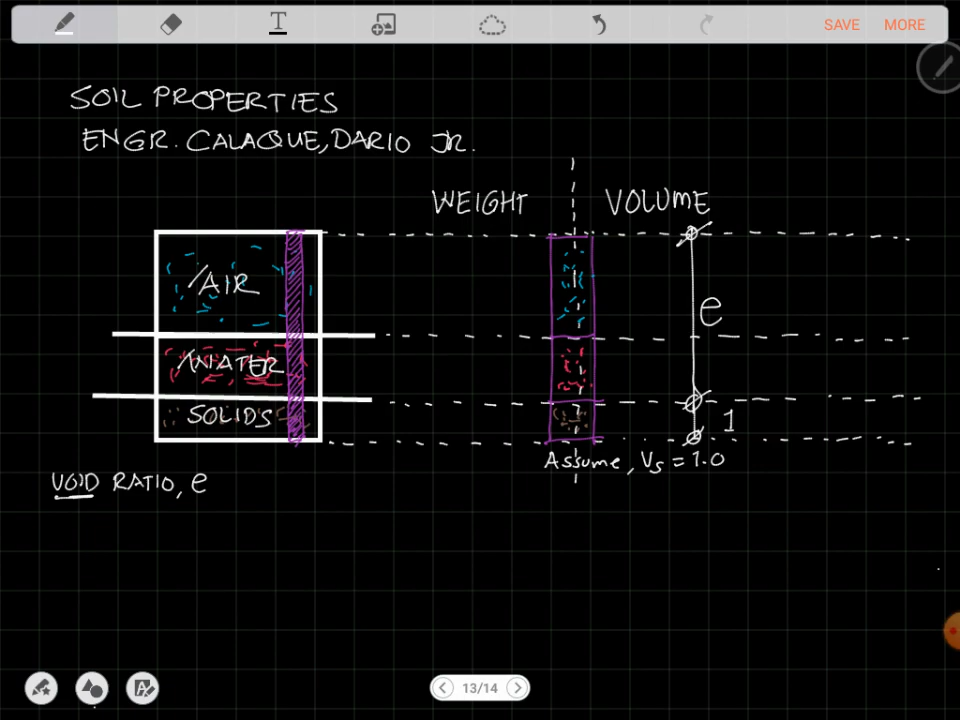 T
SAVE
MORE
SOIL PROPERTIES
ENGR. CALAQUE, DARIO JR.
WEIGHT
VOLUME
AIR
e
WATER
SOLIDS
1
Assume, Vs = 1.0
VOID RATIO, e
A
13/14